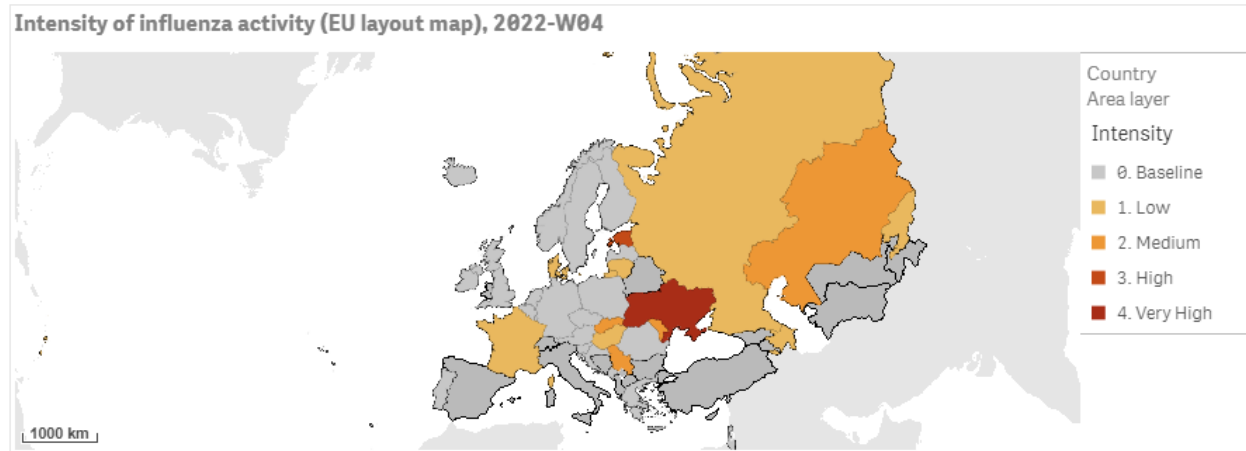 Intensity of influenza activity (EU layout map), 2022-W04
Country
Area layer
Intensity
0. Baseline
1. Low
2. Medium
3. High
4. Very High
1000 km